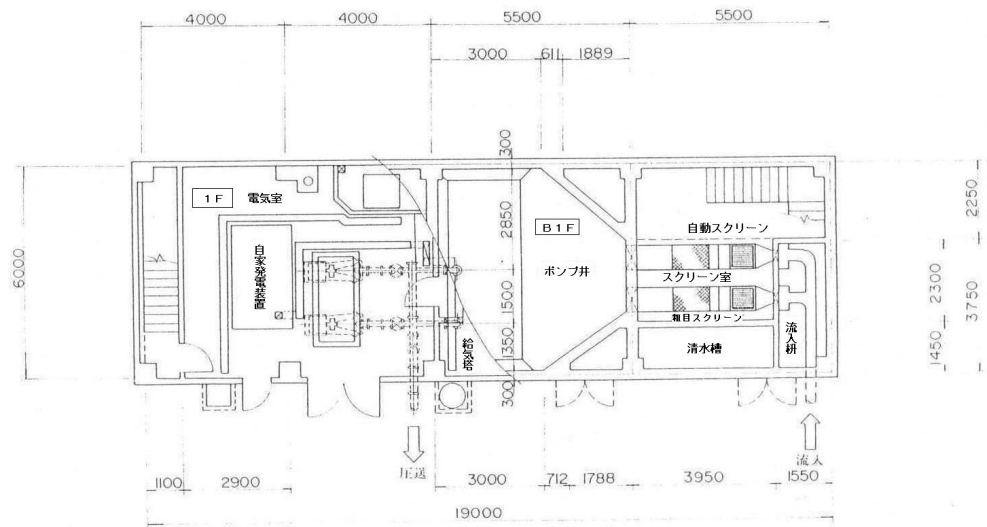 4000
4000
5500
5500
3000
611
1889
300
2250
1F
電気室
2850
B1F
自動スクリーン
6000
自家発電装置
ポンプ井
スクリーン室
2300
3750
1500
粗目スクリーン
給気塔
1350
清水槽
流入枡
1450
300
圧送
流入
1100
2900
3000
712
1788
3950
1550
19000